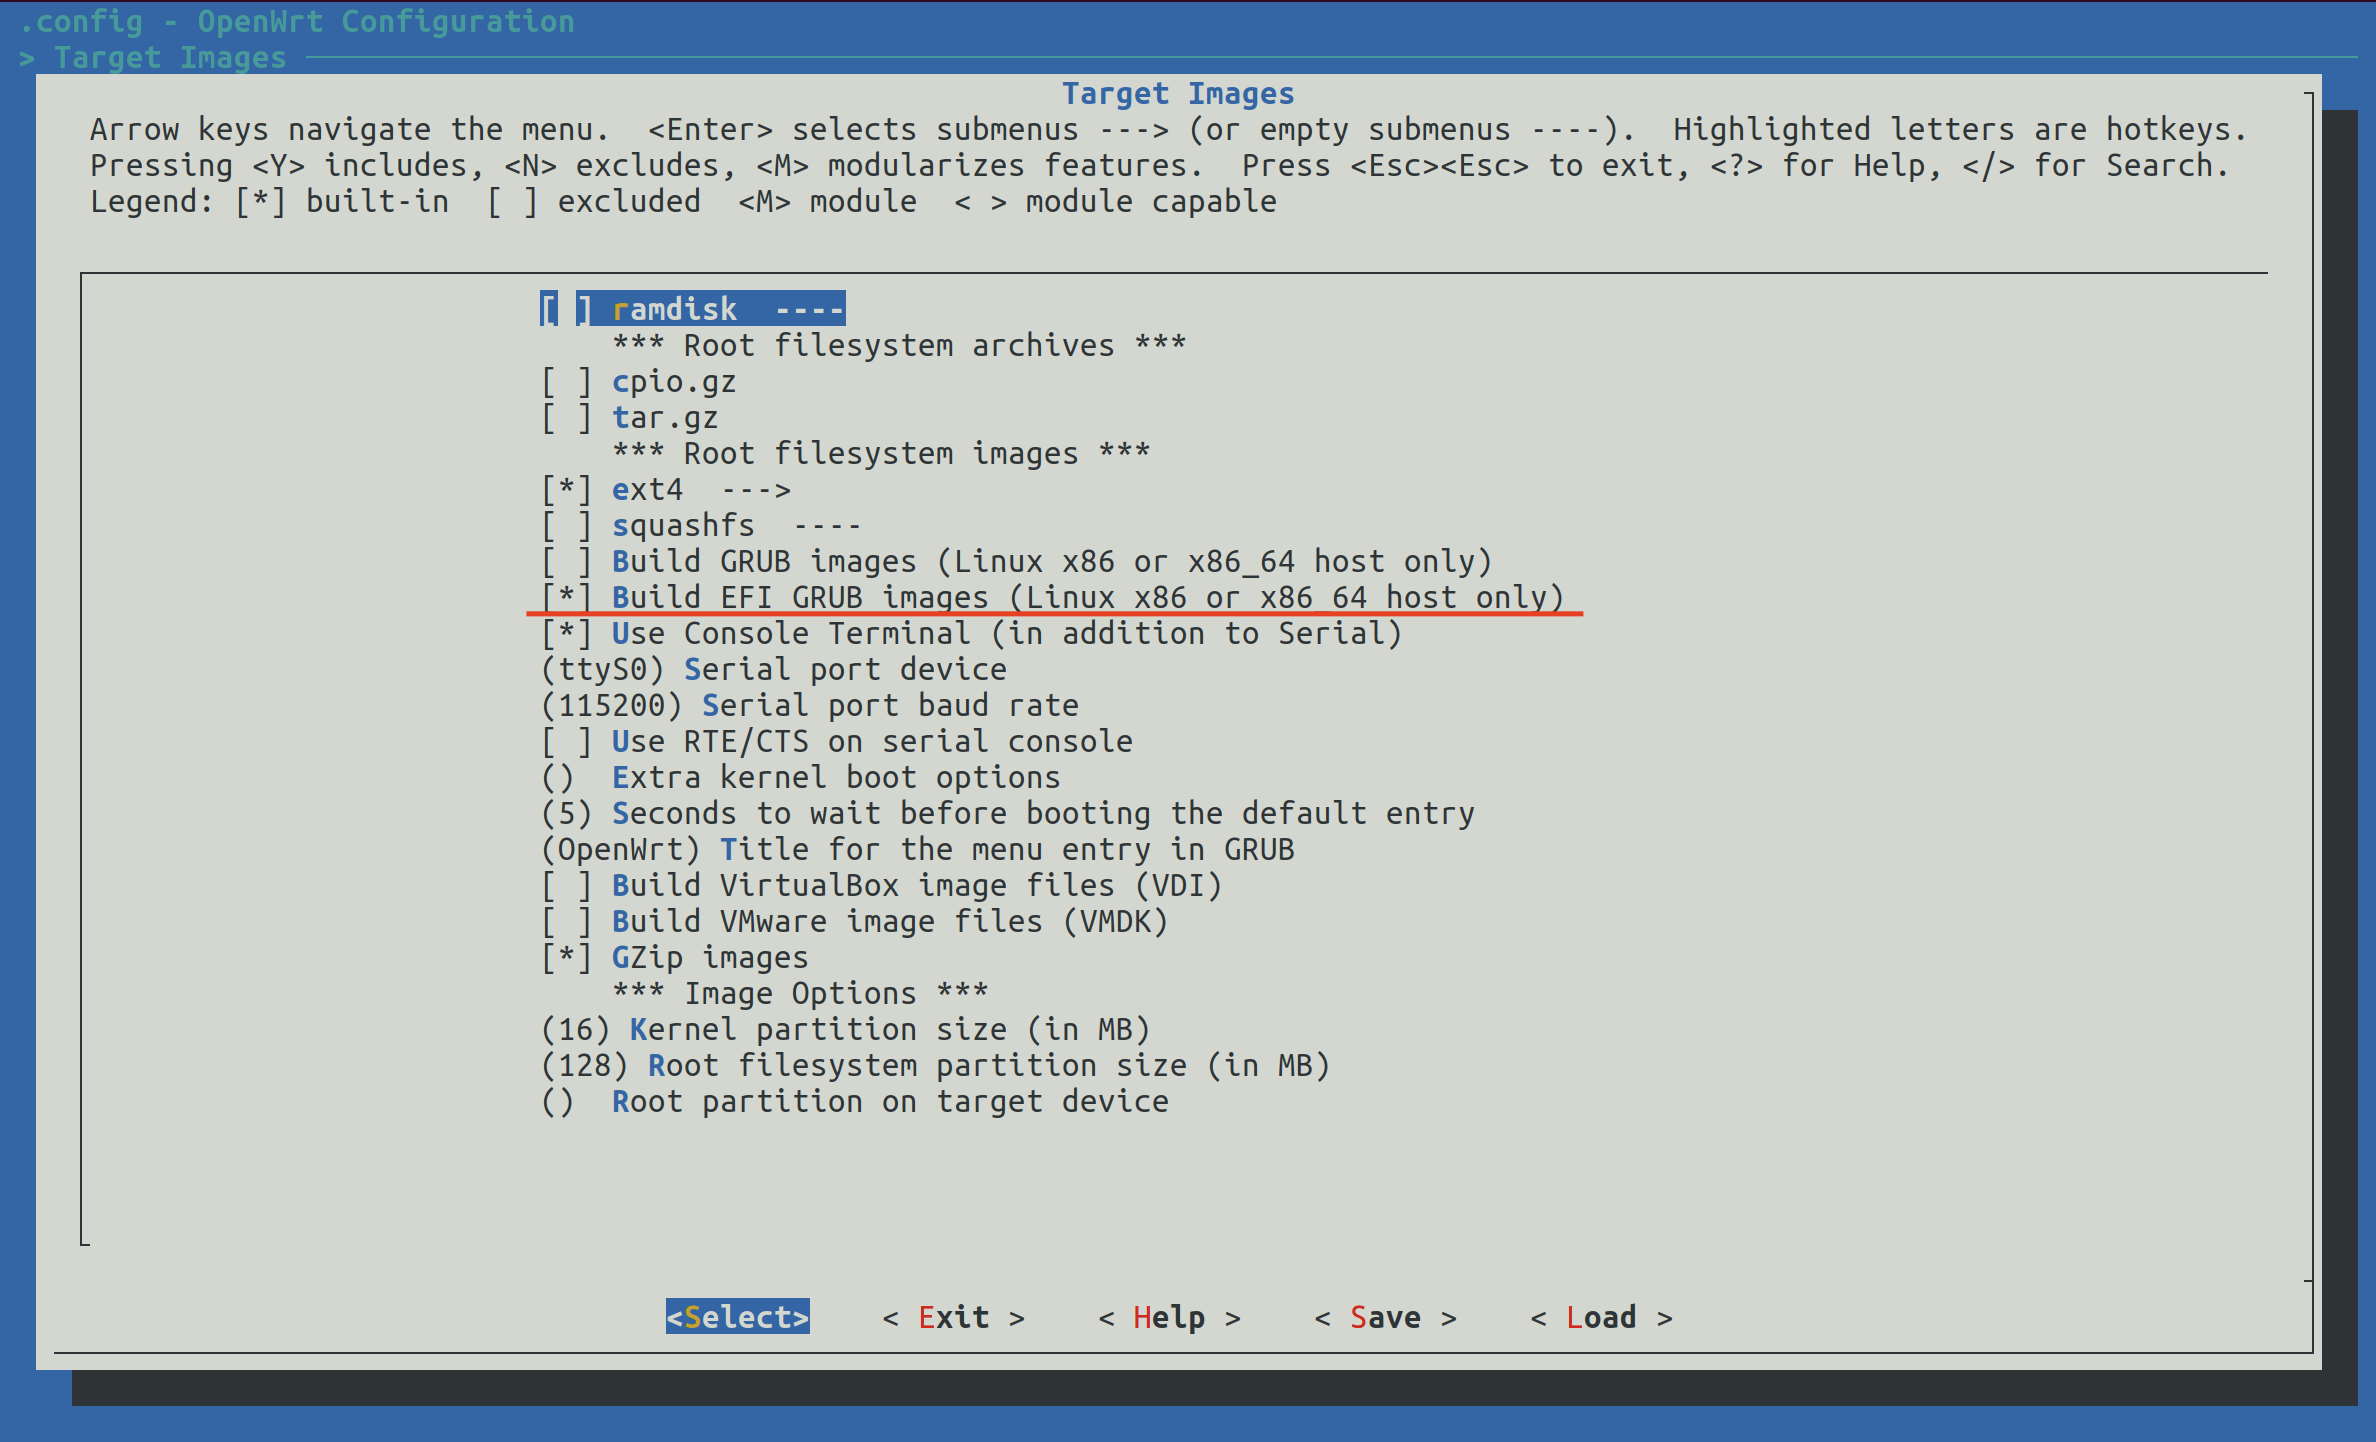 .config - OpenWrt Configuration
> Target Images
Target Images
Arrow keys navigate the menu.  <Enter> selects submenus ---> (or empty submenus ----).  Highlighted letters are hotkeys.
Pressing <Y> includes, <N> excludes, <M> modularizes features.  Press <Esc><Esc> to exit, <?> for Help, </> for Search.
Legend: [*] built-in  [ ] excluded  <M> module  < > module capable
[ ] ramdisk  ----
*** Root filesystem archives ***
[ ] cpio.gz
[ ] tar.gz
*** Root filesystem images ***
[*] ext4  --->
[ ] squashfs  ----
[ ] Build GRUB images (Linux x86 or x86_64 host only)
[*] Build EFI GRUB images (Linux x86 or x86_64 host only)
[*] Use Console Terminal (in addition to Serial)
(ttyS0) Serial port device
(115200) Serial port baud rate
[ ] Use RTE/CTS on serial console
()  Extra kernel boot options
(5) Seconds to wait before booting the default entry
(OpenWrt) Title for the menu entry in GRUB
[ ] Build VirtualBox image files (VDI)
[ ] Build VMware image files (VMDK)
[*] GZip images
*** Image Options ***
(16) Kernel partition size (in MB)
(128) Root filesystem partition size (in MB)
()  Root partition on target device
<Select>    < Exit >    < Help >    < Save >    < Load >